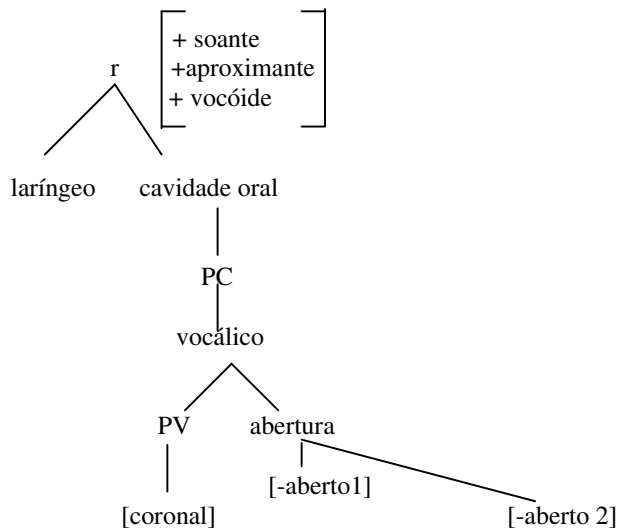 + soante
r
+aproximante
+ vocóide
laríngeo cavidade oral
PC
vocálico
PV abertura
[-aberto1]
[coronal] [-aberto 2]